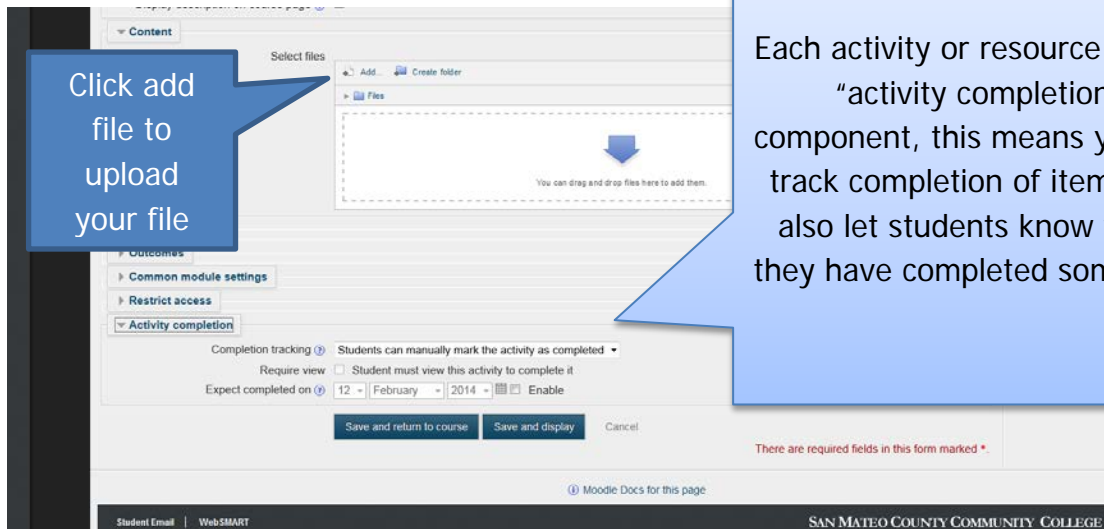 Display description on course page
Content
Select files
Add... Create folder
Files
You can drag and drop files here to add them.
Click add
file to
upload
your file
Each activity or resource
"activity completion
component, this means
track completion of
also let students know
they have completed
Outcomes
Common module settings
Restrict access
Activity completion
Completion tracking Students can manually mark the activity as completed
Require view Student must view this activity to complete it
Expect completed on 12 February 2014 Enable
Save and return to course Save and display Cancel
There are required fields in this form marked *.
Moodle Docs for this page
Student Email | WebSMART
SAN MATEO COUNTY COMMUNITY COLLEGE